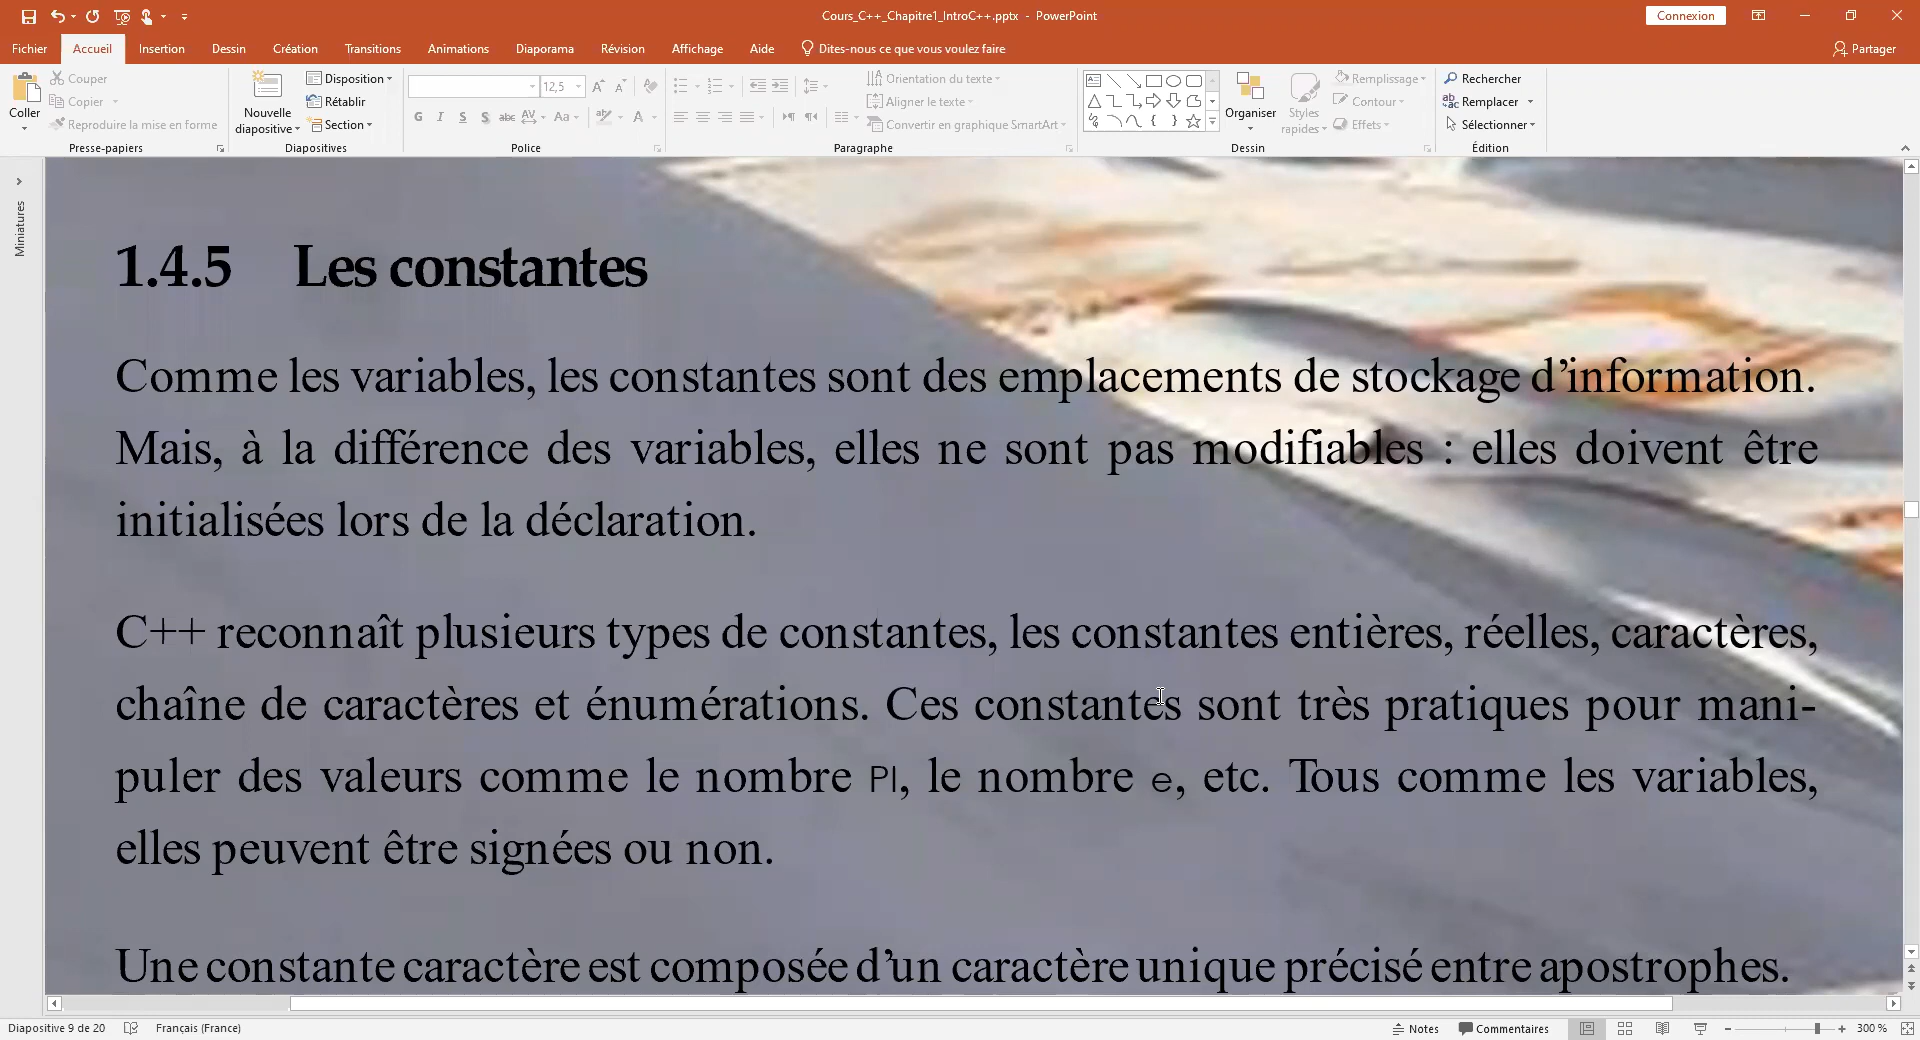 Cours_C++_Chapitre1_IntroC++.pptx - PowerPoint
Connexion
Fichier Accueil Insertion Dessin Création Transitions Animations Diaporama Révision Affichage Aide Dites-nous ce que vous voulez faire Partager
Coller
Couper
Copier
Reproduire la mise en forme
Presse-papiers
Nouvelle
diapositive
Disposition
Rétablir
Section
Diapositives
12,5
G I S S abc AV Aa A
Police
Orientation du texte
Aligner le texte
Convertir en graphique SmartArt
Paragraphe
Organiser
Styles
rapides
Remplissage
Contour
Effets
Dessin
Rechercher
Remplacer
Sélectionner
Édition
Miniatures
1.4.5 Les constantes
Comme les variables, les constantes sont des emplacements de stockage d’information.
Mais, à la différence des variables, elles ne sont pas modifiables : elles doivent être
initialisées lors de la déclaration.
C++ reconnaît plusieurs types de constantes, les constantes entières, réelles, caractères,
chaîne de caractères et énumérations. Ces constantes sont très pratiques pour mani-
puler des valeurs comme le nombre PI, le nombre e, etc. Tous comme les variables,
elles peuvent être signées ou non.
Une constante caractère est composée d’un caractère unique précisé entre apostrophes.
Diapositive 9 de 20 Français (France) Notes Commentaires 300 %